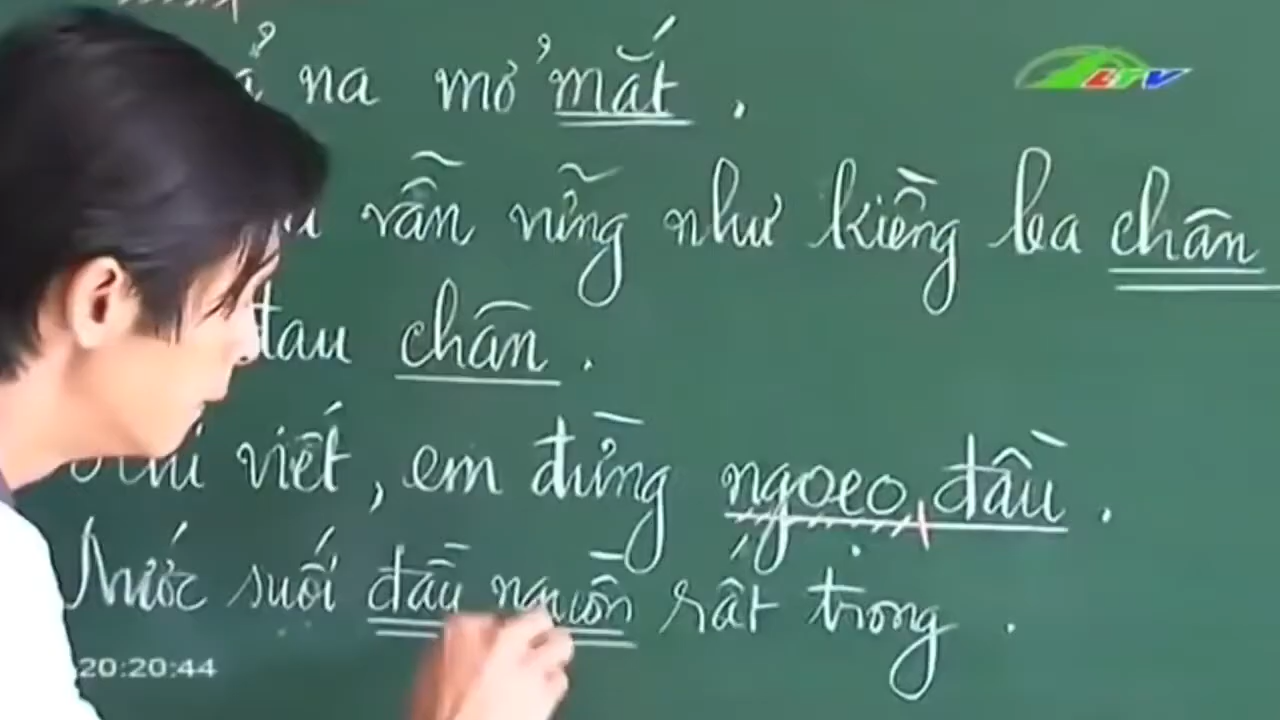 na mở mắt .
LTV
vẫn vững như kiềng ba chân
đau chân .
viết , em đừng ngoẹo đầu .
Nước suối đầu nguồn rất trong .
20:20:44